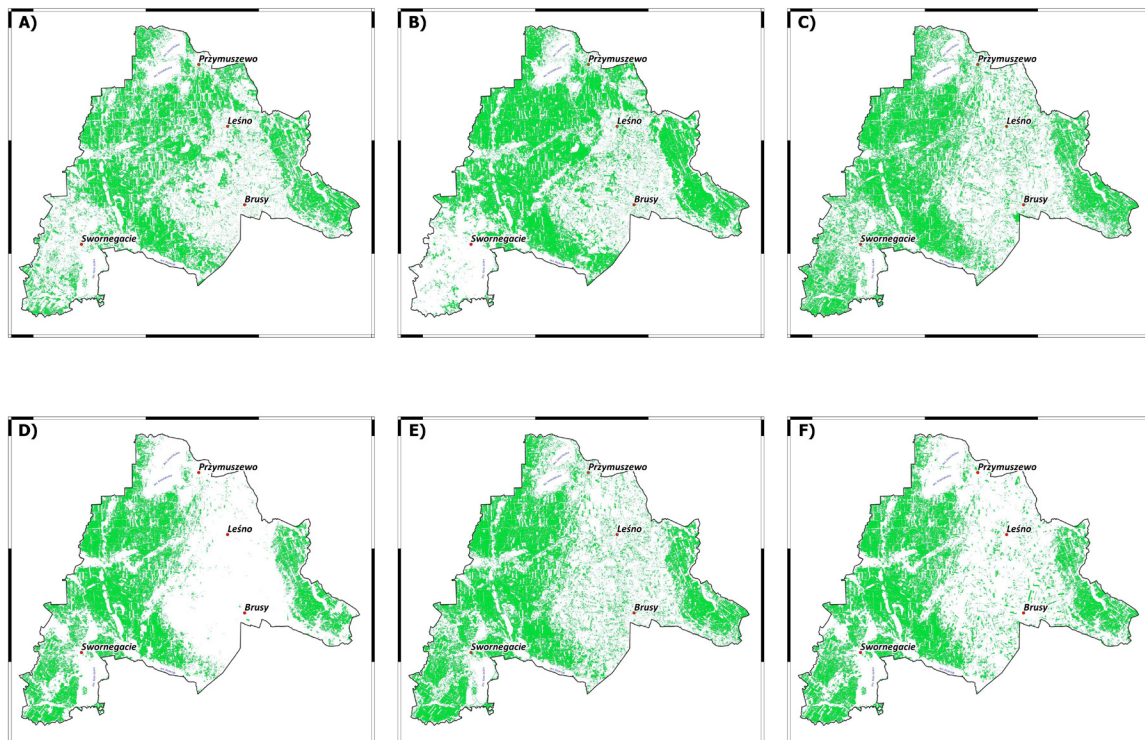 A)
Przymuszewo
Leśno
Brusy
Swornegacie
B)
Przymuszewo
Leśno
Brusy
Swornegacie
C)
Przymuszewo
Leśno
Brusy
Swornegacie
D)
Przymuszewo
Leśno
Brusy
Swornegacie
E)
Przymuszewo
Leśno
Brusy
Swornegacie
F)
Przymuszewo
Leśno
Brusy
Swornegacie